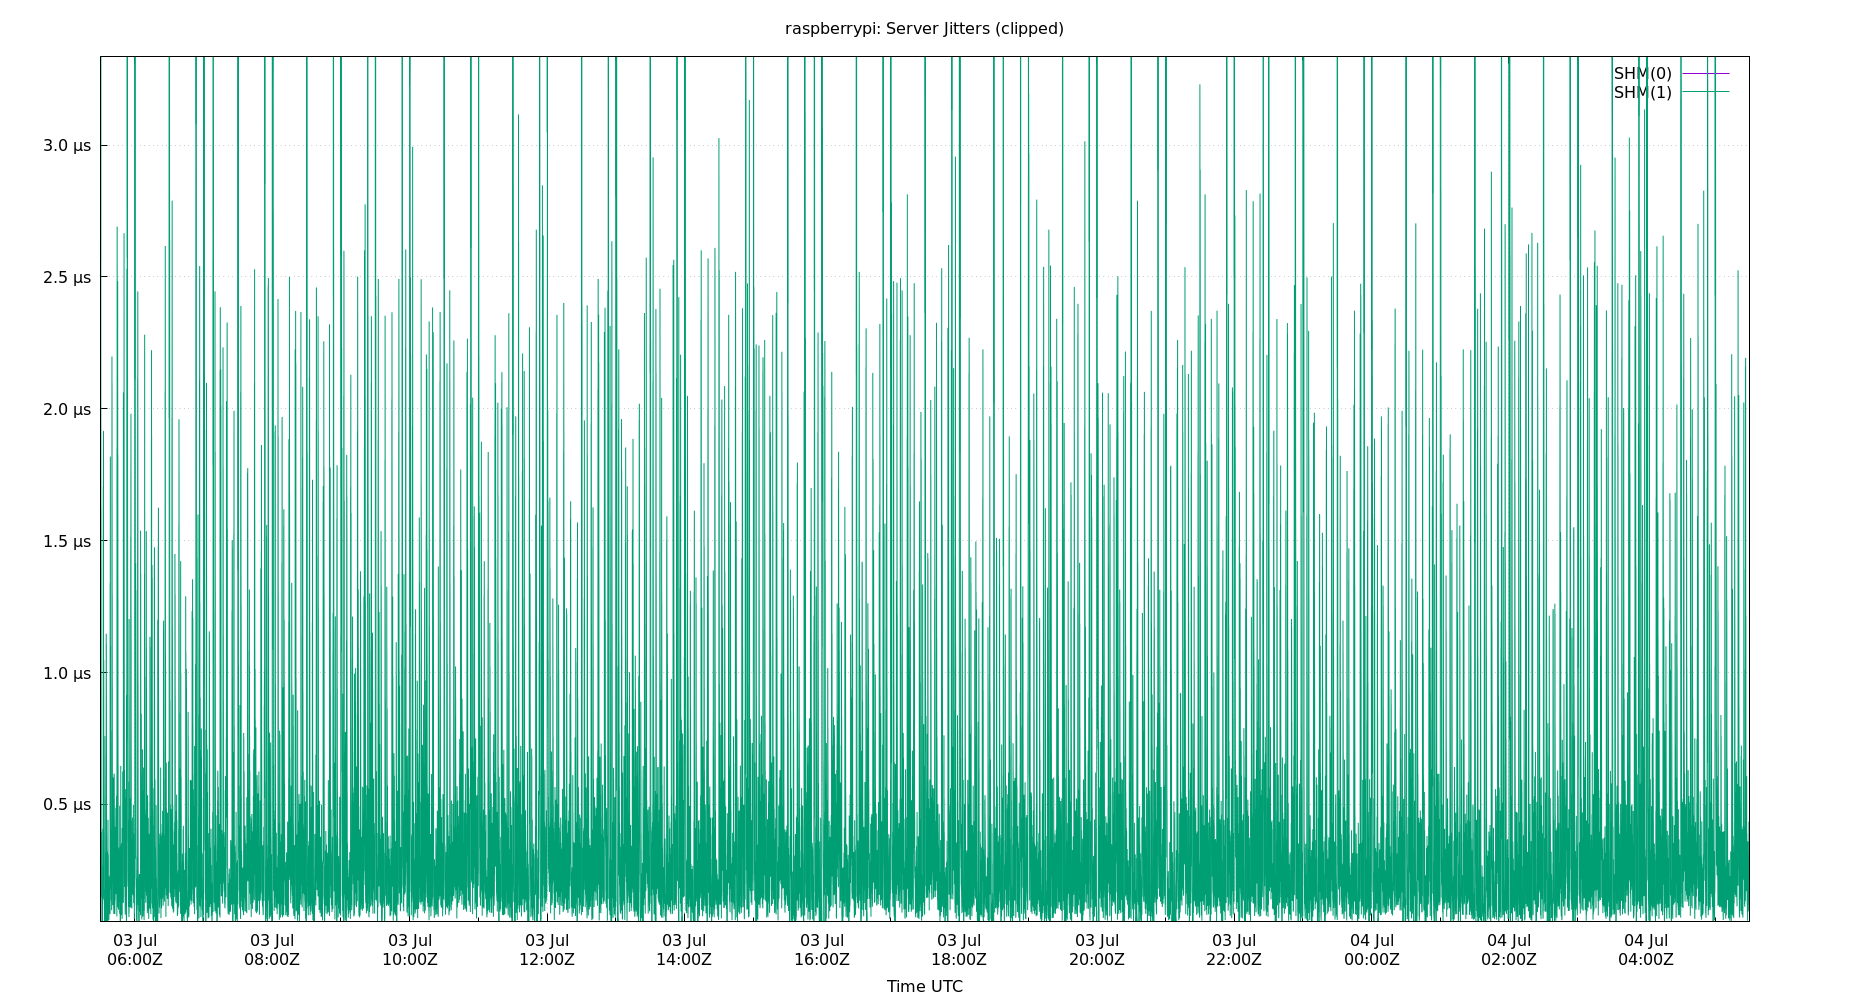 raspberrypi: Server Jitters (clipped)
SHM(0)
SHM(1)
3.0 µs
2.5 µs
2.0 µs
1.5 µs
1.0 µs
0.5 µs
03 Jul 03 Jul 03 Jul 03 Jul 03 Jul 03 Jul 03 Jul 03 Jul 03 Jul 04 Jul 04 Jul 04 Jul
06:00Z 08:00Z 10:00Z 12:00Z 14:00Z 16:00Z 18:00Z 20:00Z 22:00Z 00:00Z 02:00Z 04:00Z
Time UTC